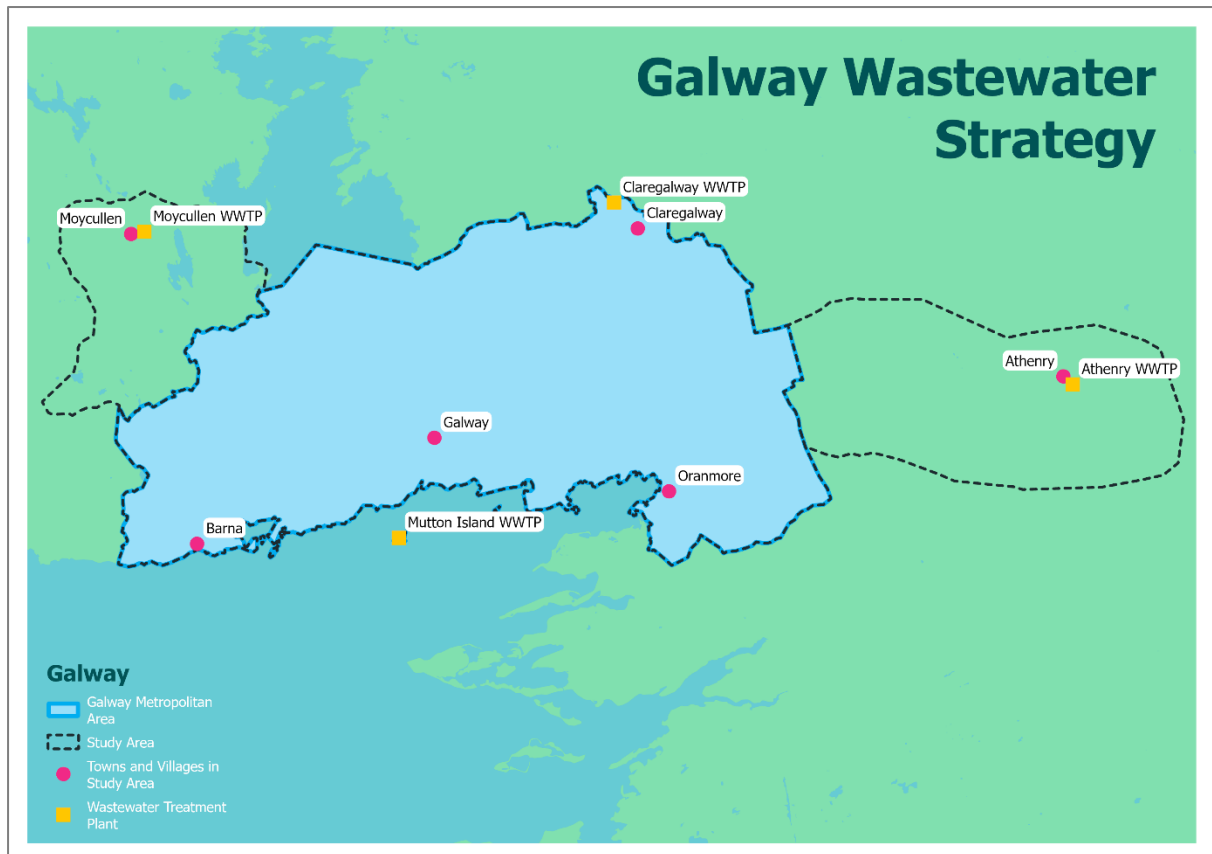 Galway Wastewater
Strategy
Claregalway WWTP
Claregalway
Moycullen
Moycullen WWTP
Athenry
Athenry WWTP
Galway
Oranmore
Barna
Mutton Island WWTP
Galway
Galway Metropolitan
Area
Study Area
Towns and Villages in
Study Area
Wastewater Treatment
Plant